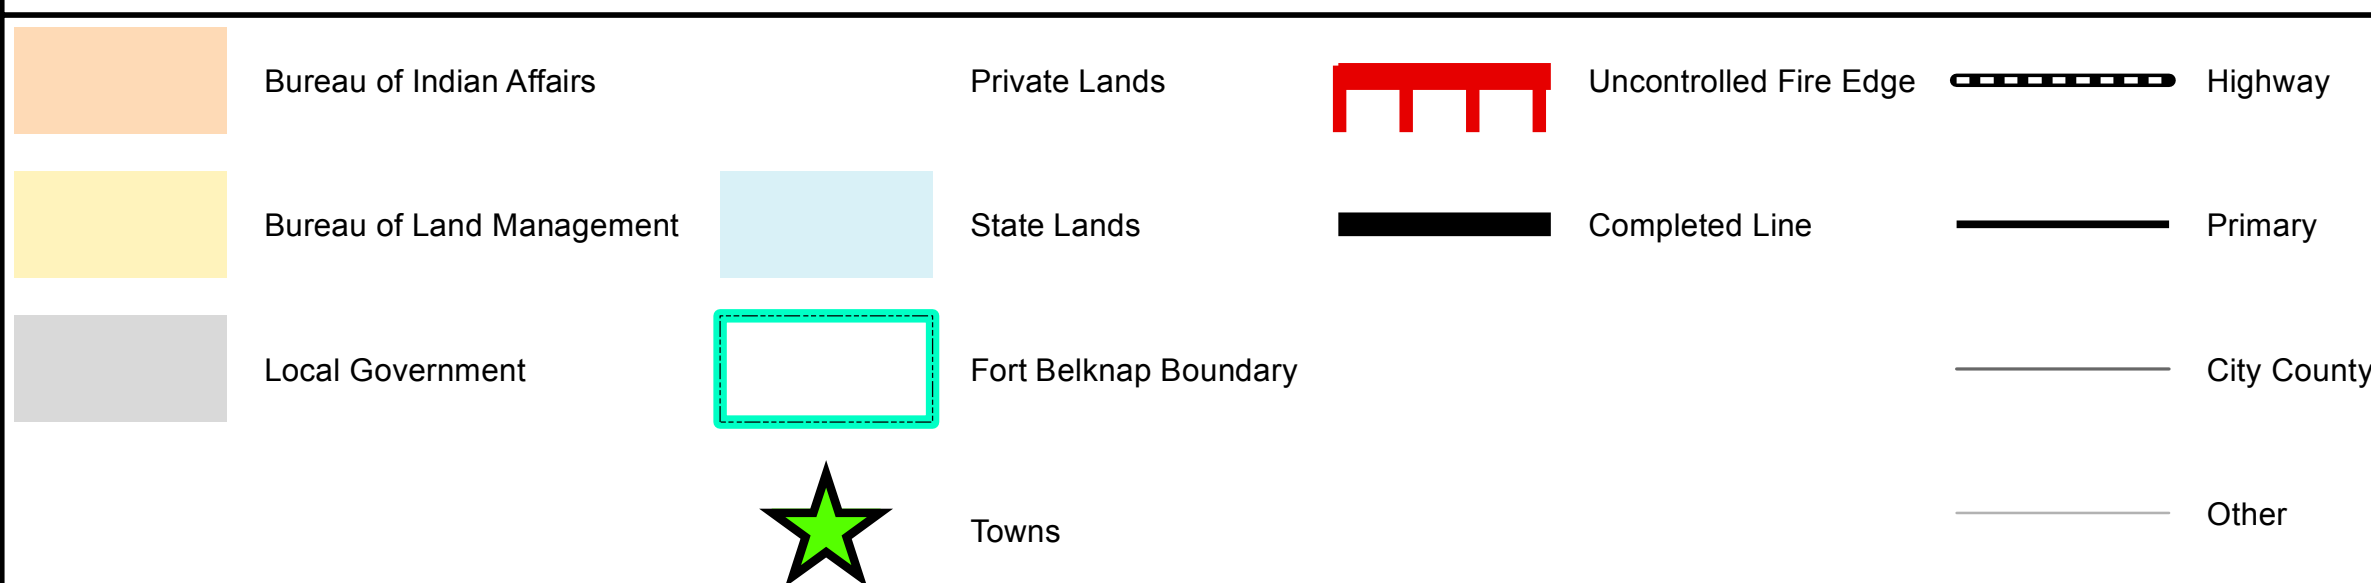 Bureau of Indian Affairs
Private Lands
Uncontrolled Fire Edge
Highway
Bureau of Land Management
State Lands
Completed Line
Primary
Local Government
Fort Belknap Boundary
City County
Towns
Other